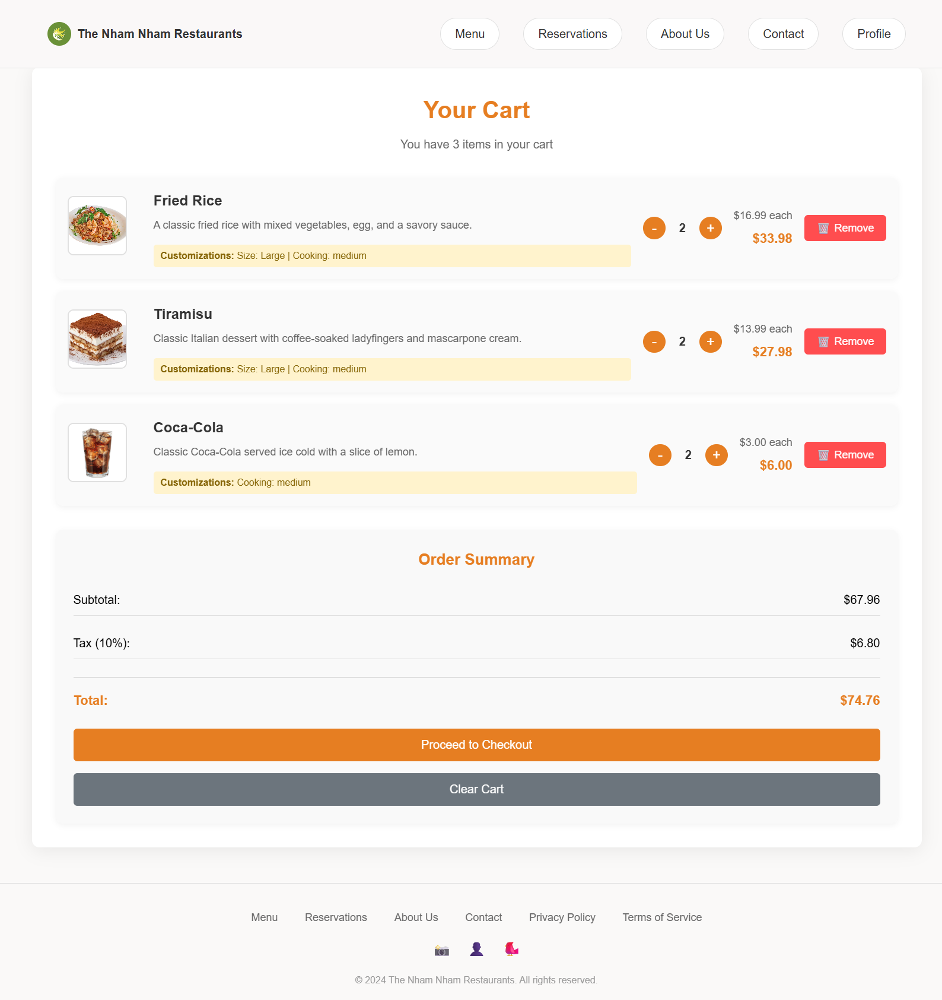 The Nham Nham Restaurants
Menu
Reservations
About Us
Contact
Profile
Your Cart
You have 3 items in your cart
Fried Rice
A classic fried rice with mixed vegetables, egg, and a savory sauce.
Customizations: Size: Large | Cooking: medium
- 2 +
$16.99 each
$33.98
Remove
Tiramisu
Classic Italian dessert with coffee-soaked ladyfingers and mascarpone cream.
Customizations: Size: Large | Cooking: medium
- 2 +
$13.99 each
$27.98
Remove
Coca-Cola
Classic Coca-Cola served ice cold with a slice of lemon.
Customizations: Cooking: medium
- 2 +
$3.00 each
$6.00
Remove
Order Summary
Subtotal: $67.96
Tax (10%): $6.80
Total: $74.76
Proceed to Checkout
Clear Cart
Menu Reservations About Us Contact Privacy Policy Terms of Service
© 2024 The Nham Nham Restaurants. All rights reserved.